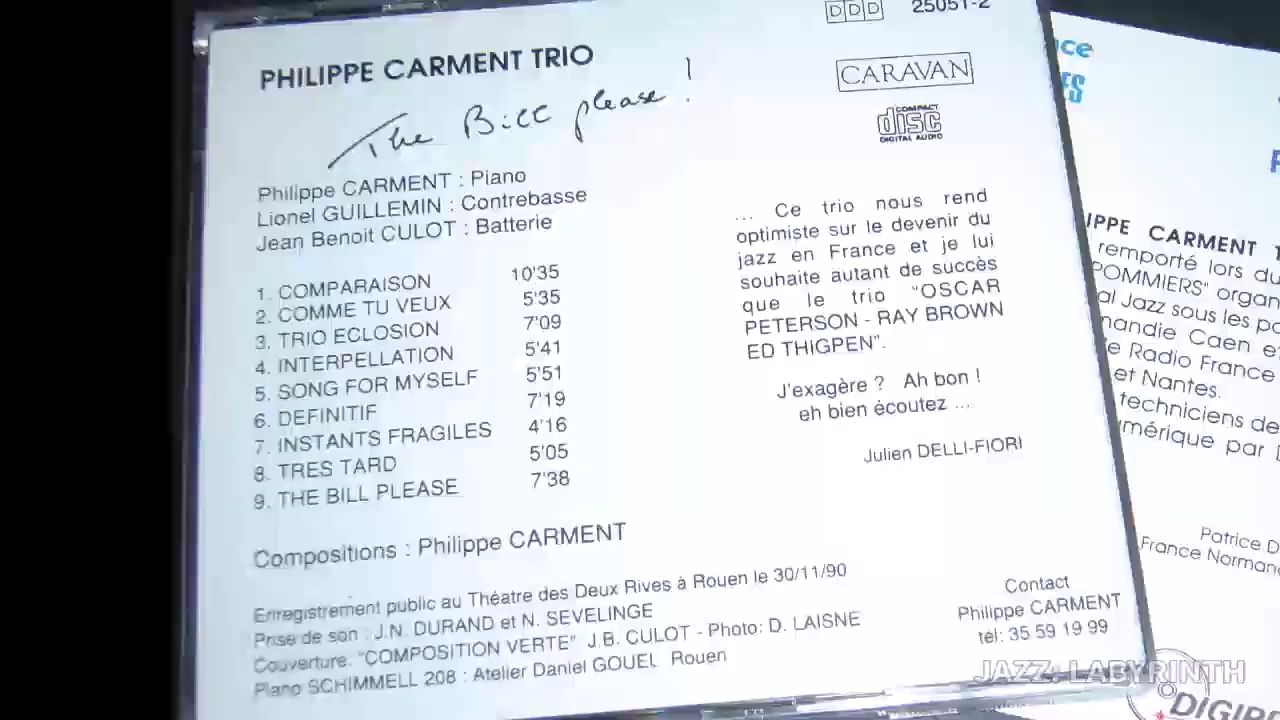 DDD 25051-2
PHILIPPE CARMENT TRIO
CARAVAN
The Bill please !
COMPACT
disc
DIGITAL AUDIO
Philippe CARMENT : Piano
Lionel GUILLEMIN : Contrebasse
Jean Benoit CULOT : Batterie
1. COMPARAISON 10'35
2. COMME TU VEUX 5'35
3. TRIO ECLOSION 7'09
4. INTERPELLATION 5'41
5. SONG FOR MYSELF 5'51
6. DEFINITIF 7'19
7. INSTANTS FRAGILES 4'16
8. TRES TARD 5'05
9. THE BILL PLEASE 7'38
... Ce trio nous rend
optimiste sur le devenir du
jazz en France et je lui
souhaite autant de succès
que le trio "OSCAR
PETERSON - RAY BROWN
ED THIGPEN".
J'exagère ? Ah bon !
eh bien écoutez ...
Julien DELLI-FIORI
Compositions : Philippe CARMENT
Enregistrement public au Théatre des Deux Rives à Rouen le 30/11/90
Prise de son : J.N. DURAND et N. SEVELINGE
Couverture: "COMPOSITION VERTE" J.B. CULOT - Photo: D. LAISNE
Piano SCHIMMELL 208 : Atelier Daniel GOUEL Rouen
Contact
Philippe CARMENT
tél: 35 59 19 99
IPPE CARMENT
remporté lors du
POMMIERS" organ
al Jazz sous les po
mandie Caen et
e Radio France
et Nantes.
techniciens de
mérique par
Patrice D
France Norman
JAZZ LABYRINTH
DIGIP